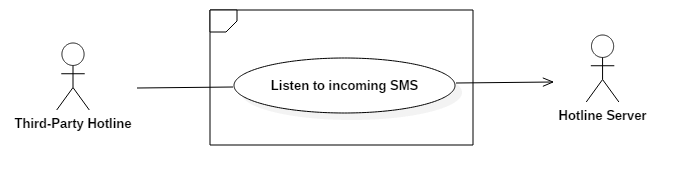 Listen to incoming SMS
Third-Party Hotline
Hotline Server